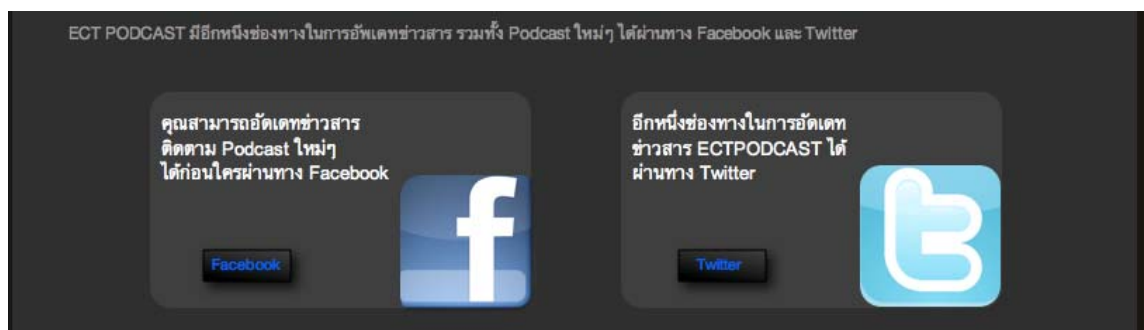 ECT PODCAST มีอีกหนึ่งช่องทางในการอัพเดทข่าวสาร รวมทั้ง Podcast ใหม่ๆ ได้ผ่านทาง Facebook และ Twitter
คุณสามารถอัดเดทข่าวสาร
ติดตาม Podcast ใหม่ๆ
ได้ก่อนใครผ่านทาง Facebook
Facebook
อีกหนึ่งช่องทางในการอัดเดท
ข่าวสาร ECTPODCAST ได้
ผ่านทาง Twitter
Twitter